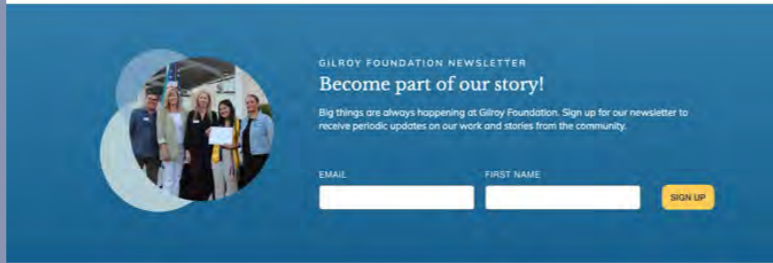 GILROY FOUNDATION NEWSLETTER
Become part of our story!
Big things are always happening at Gilroy Foundation. Sign up for our newsletter to
receive periodic updates on our work and stories from the community.
EMAIL
FIRST NAME
SIGN UP